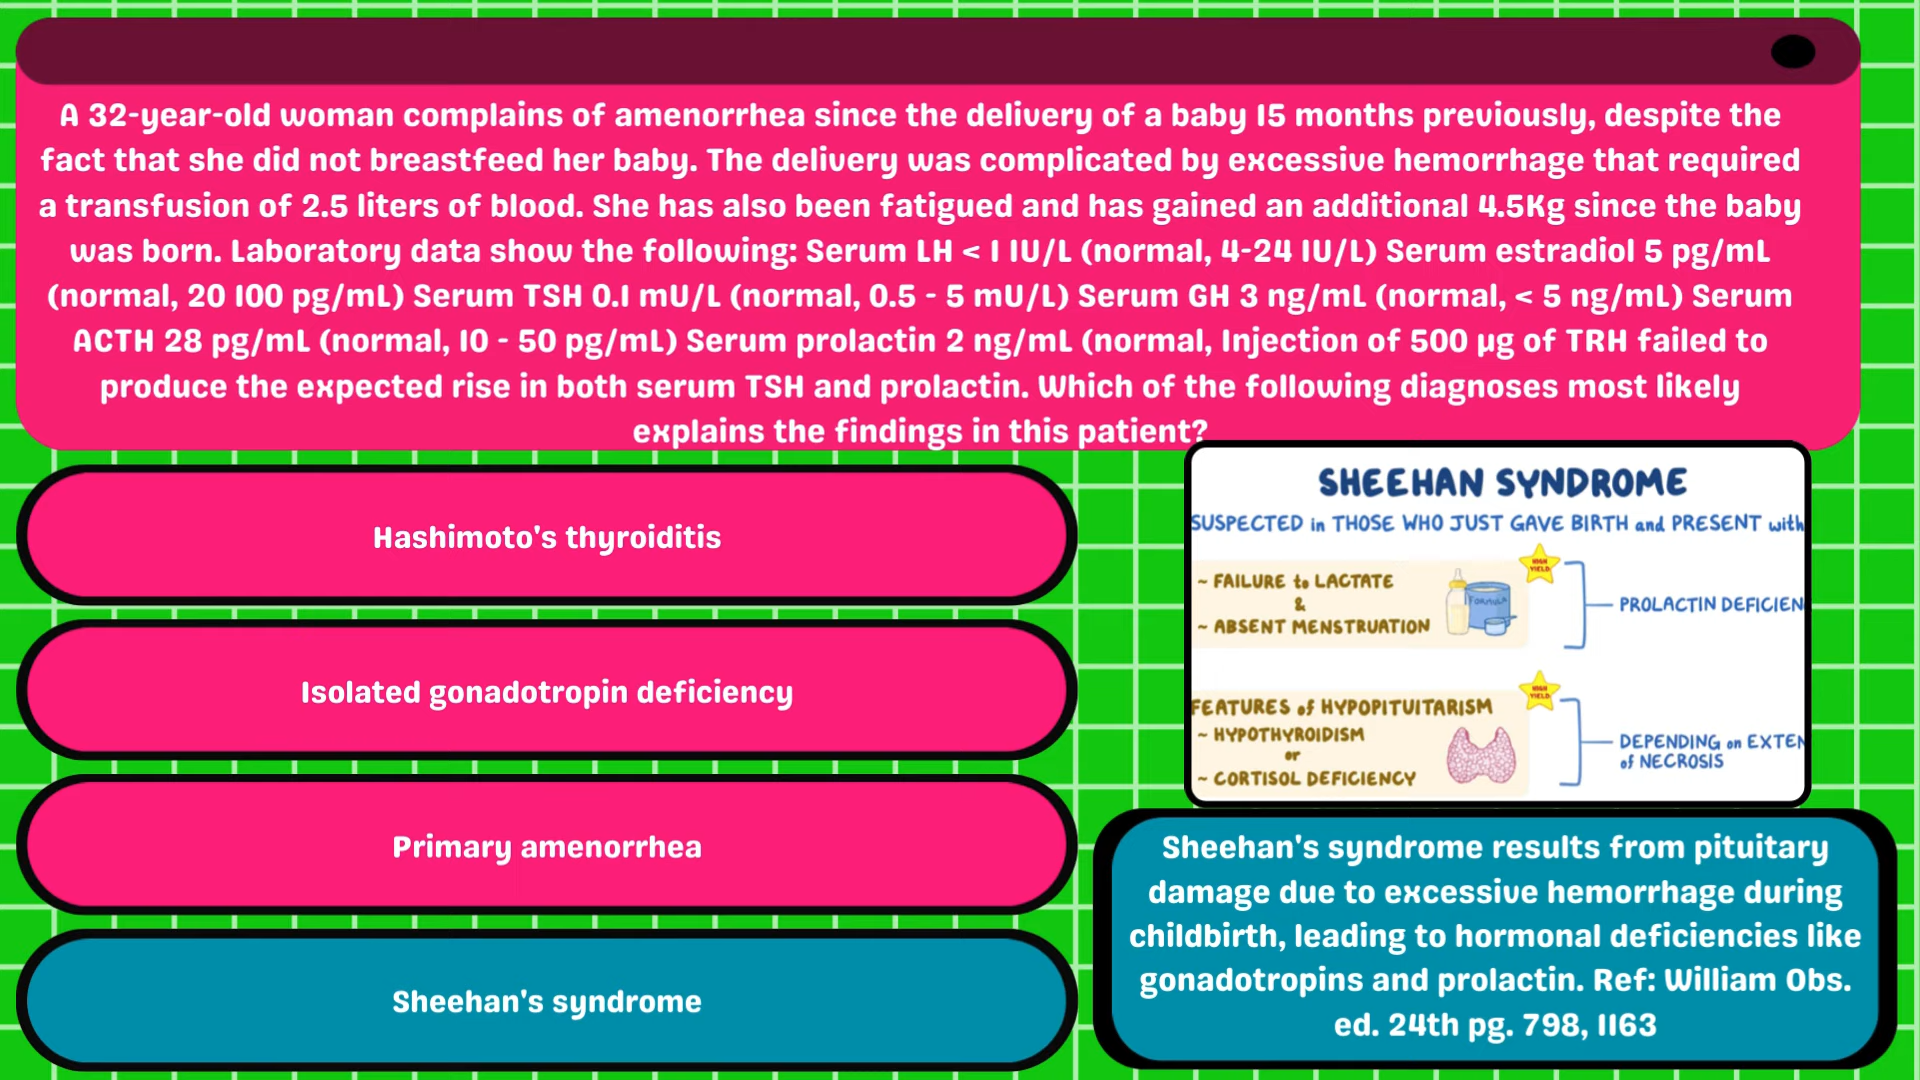 A 32-year-old woman complains of amenorrhea since the delivery of a baby 15 months previously, despite the
fact that she did not breastfeed her baby. The delivery was complicated by excessive hemorrhage that required
a transfusion of 2.5 liters of blood. She has also been fatigued and has gained an additional 4.5Kg since the baby
was born. Laboratory data show the following: Serum LH < 1 IU/L (normal, 4-24 IU/L) Serum estradiol 5 pg/mL
(normal, 20 100 pg/mL) Serum TSH 0.1 mU/L (normal, 0.5 - 5 mU/L) Serum GH 3 ng/mL (normal, < 5 ng/mL) Serum
ACTH 28 pg/mL (normal, 10 - 50 pg/mL) Serum prolactin 2 ng/mL (normal, Injection of 500 µg of TRH failed to
produce the expected rise in both serum TSH and prolactin. Which of the following diagnoses most likely
explains the findings in this patient?
Hashimoto's thyroiditis
Isolated gonadotropin deficiency
Primary amenorrhea
Sheehan's syndrome
SHEEHAN SYNDROME
SUSPECTED in THOSE WHO JUST GAVE BIRTH and PRESENT with
~ FAILURE to LACTATE
&
~ ABSENT MENSTRUATION
FORMULA
HIGH
YIELD
PROLACTIN DEFICIEN
FEATURES of HYPOPITUITARISM
~ HYPOTHYROIDISM
or
~ CORTISOL DEFICIENCY
HIGH
YIELD
DEPENDING on EXTEN
of NECROSIS
Sheehan's syndrome results from pituitary
damage due to excessive hemorrhage during
childbirth, leading to hormonal deficiencies like
gonadotropins and prolactin. Ref: William Obs.
ed. 24th pg. 798, 1163